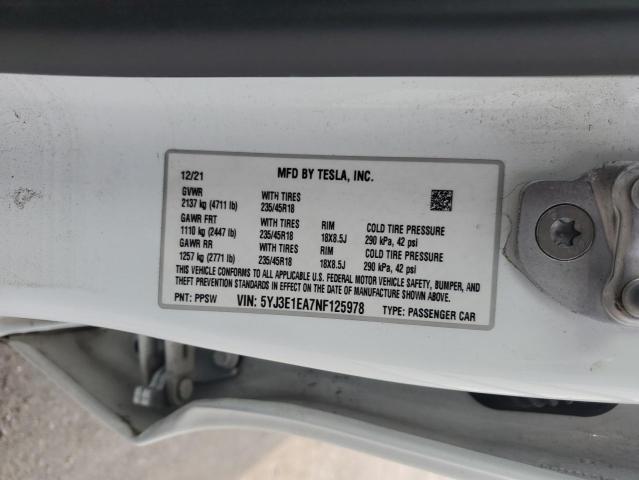 12/21 MFD BY TESLA, INC.
GVWR WITH TIRES
2137 kg (4711 lb) 235/45R18
GAWR FRT WITH TIRES RIM COLD TIRE PRESSURE
1110 kg (2447 lb) 235/45R18 18X8.5J 290 kPa, 42 psi
GAWR RR WITH TIRES RIM COLD TIRE PRESSURE
1257 kg (2771 lb) 235/45R18 18X8.5J 290 kPa, 42 psi
THIS VEHICLE CONFORMS TO ALL APPLICABLE U.S. FEDERAL MOTOR VEHICLE SAFETY, BUMPER, AND
THEFT PREVENTION STANDARDS IN EFFECT ON THE DATE OF MANUFACTURE SHOWN ABOVE.
PNT: PPSW VIN: 5YJ3E1EA7NF125978 TYPE: PASSENGER CAR